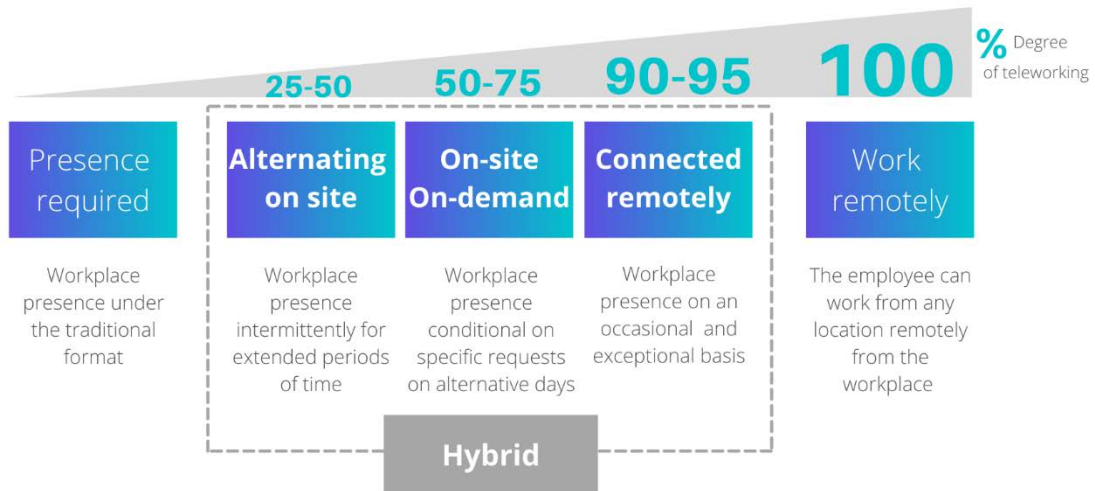 25-50
50-75
90-95
100
% Degree
of teleworking
Presence
required
Alternating
on site
On-site
On-demand
Connected
remotely
Work
remotely
Workplace
presence under
the traditional
format
Workplace
presence
intermittently for
extended periods
of time
Workplace
presence
conditional on
specific requests
on alternative days
Workplace
presence on an
occasional and
exceptional basis
The employee can
work from any
location remotely
from the
workplace
Hybrid